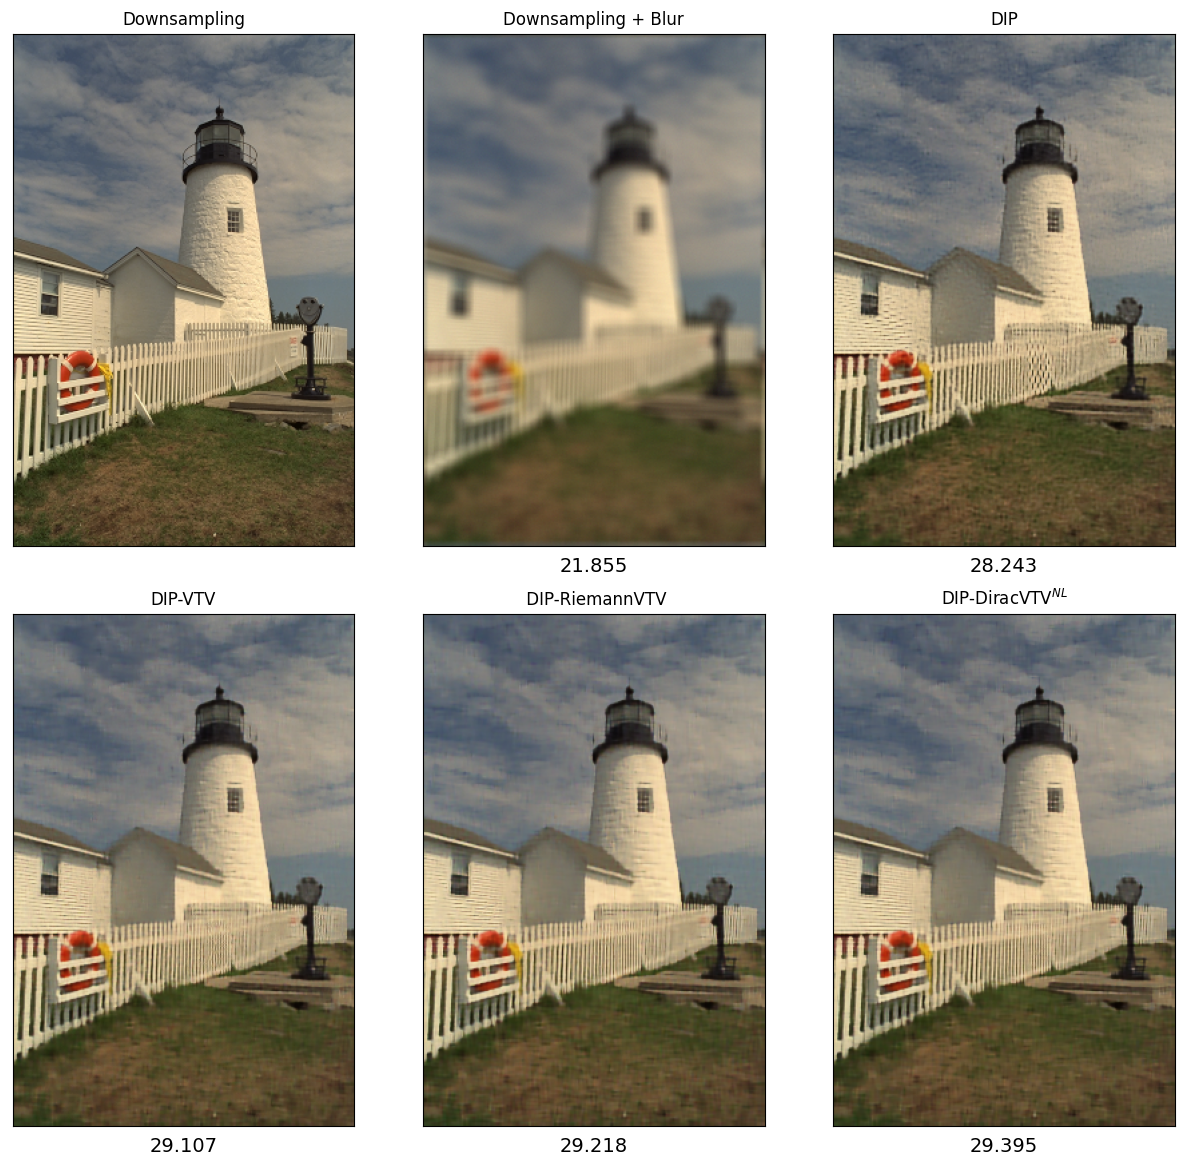 Downsampling
Downsampling + Blur
DIP
21.855
28.243
DIP-VTV
DIP-RiemannVTV
DIP-DiracVTV^{NL}
29.107
29.218
29.395